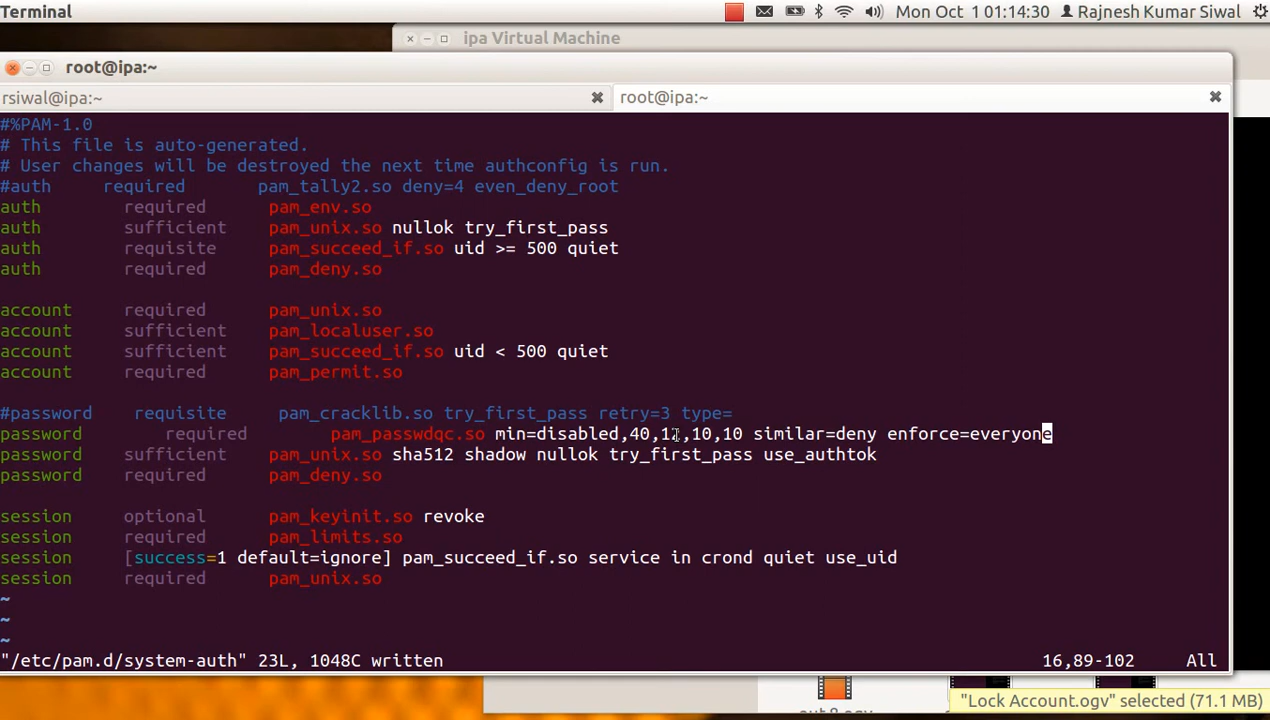 Terminal
Mon Oct 1 01:14:30 Rajnesh Kumar Siwal
ipa Virtual Machine
root@ipa:~
rsiwal@ipa:~ root@ipa:~
#%PAM-1.0
# This file is auto-generated.
# User changes will be destroyed the next time authconfig is run.
#auth required pam_tally2.so deny=4 even_deny_root
auth required pam_env.so
auth sufficient pam_unix.so nullok try_first_pass
auth requisite pam_succeed_if.so uid >= 500 quiet
auth required pam_deny.so
account required pam_unix.so
account sufficient pam_localuser.so
account sufficient pam_succeed_if.so uid < 500 quiet
account required pam_permit.so
#password requisite pam_cracklib.so try_first_pass retry=3 type=
password required pam_passwdqc.so similar=deny enforce=everyone
password sufficient pam_unix.so sha512 shadow nullok try_first_pass use_authtok
password required pam_deny.so
session optional pam_keyinit.so revoke
session required pam_limits.so
session [success=1 default=ignore] pam_succeed_if.so service in crond quiet use_uid
session required pam_unix.so
~
~
~
"/etc/pam.d/system-auth" 23L, 1048C written 16,89-102 All
"Lock Account.ogv" selected (71.1 MB)